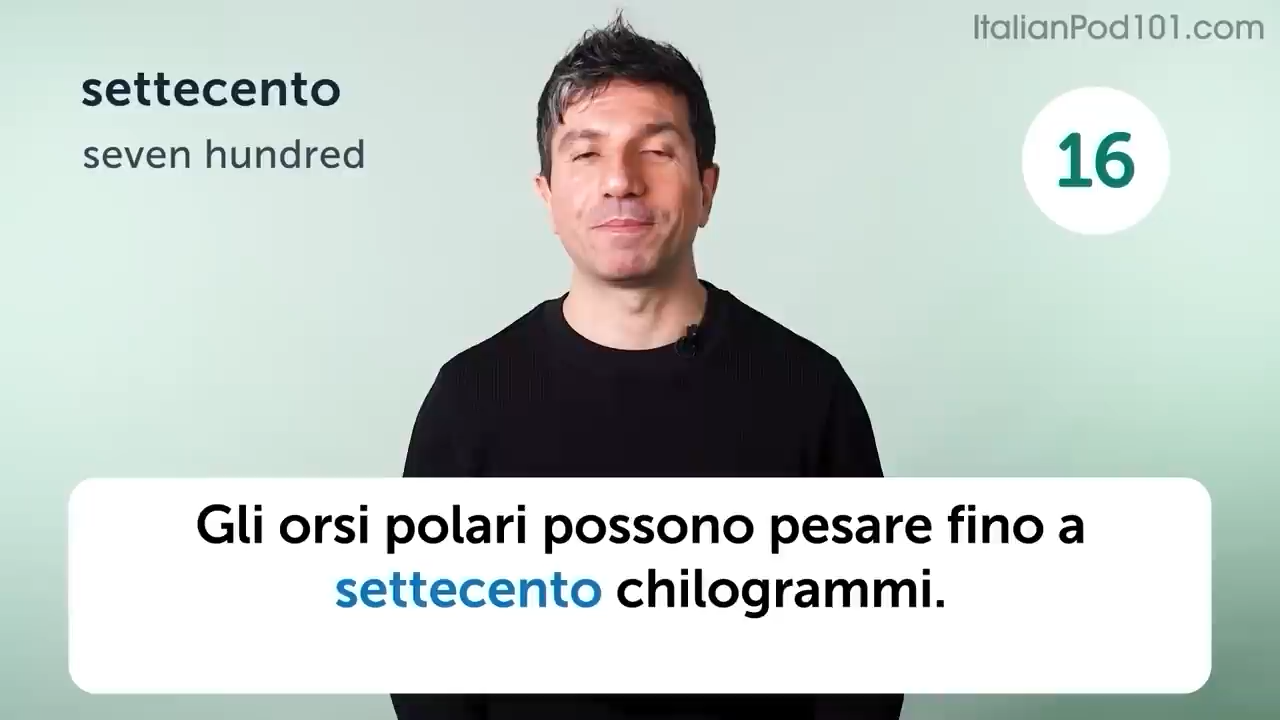 ItalianPod101.com
settecento
seven hundred
16
Gli orsi polari possono pesare fino a
settecento chilogrammi.